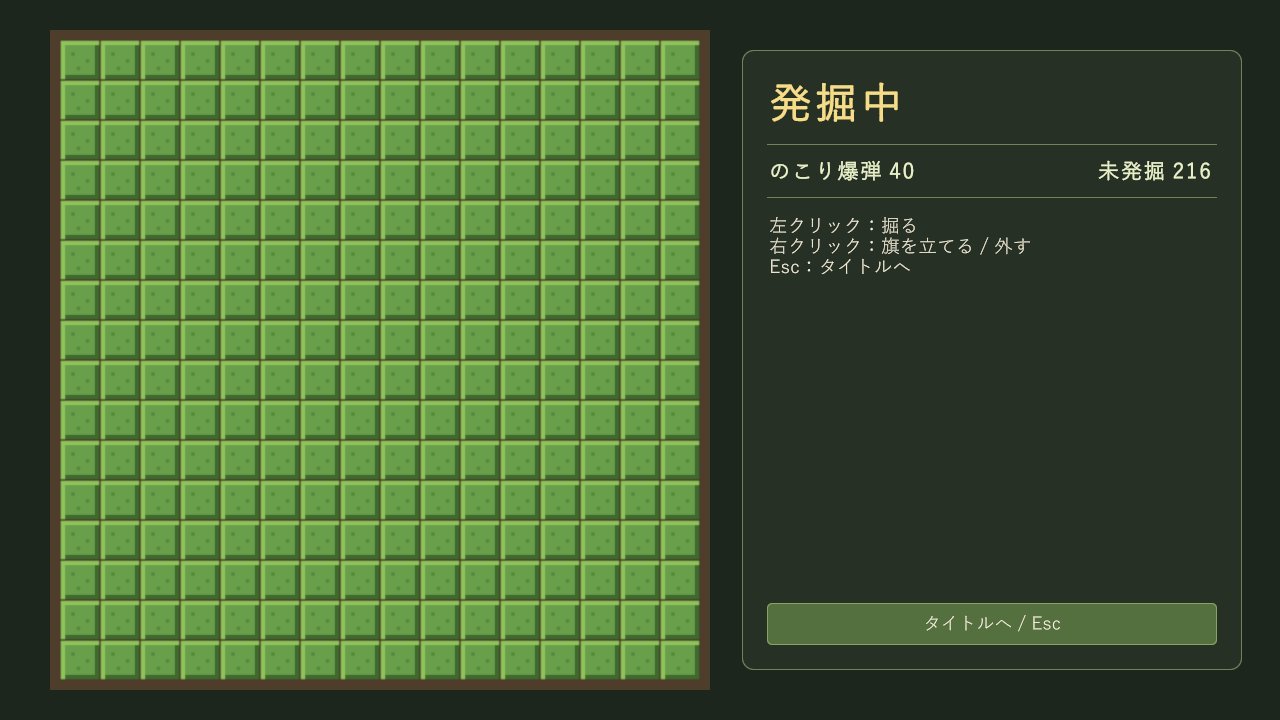 発掘中
のこり爆弾 40
未発掘 216
左クリック：掘る
右クリック：旗を立てる / 外す
Esc：タイトルへ
タイトルへ / Esc